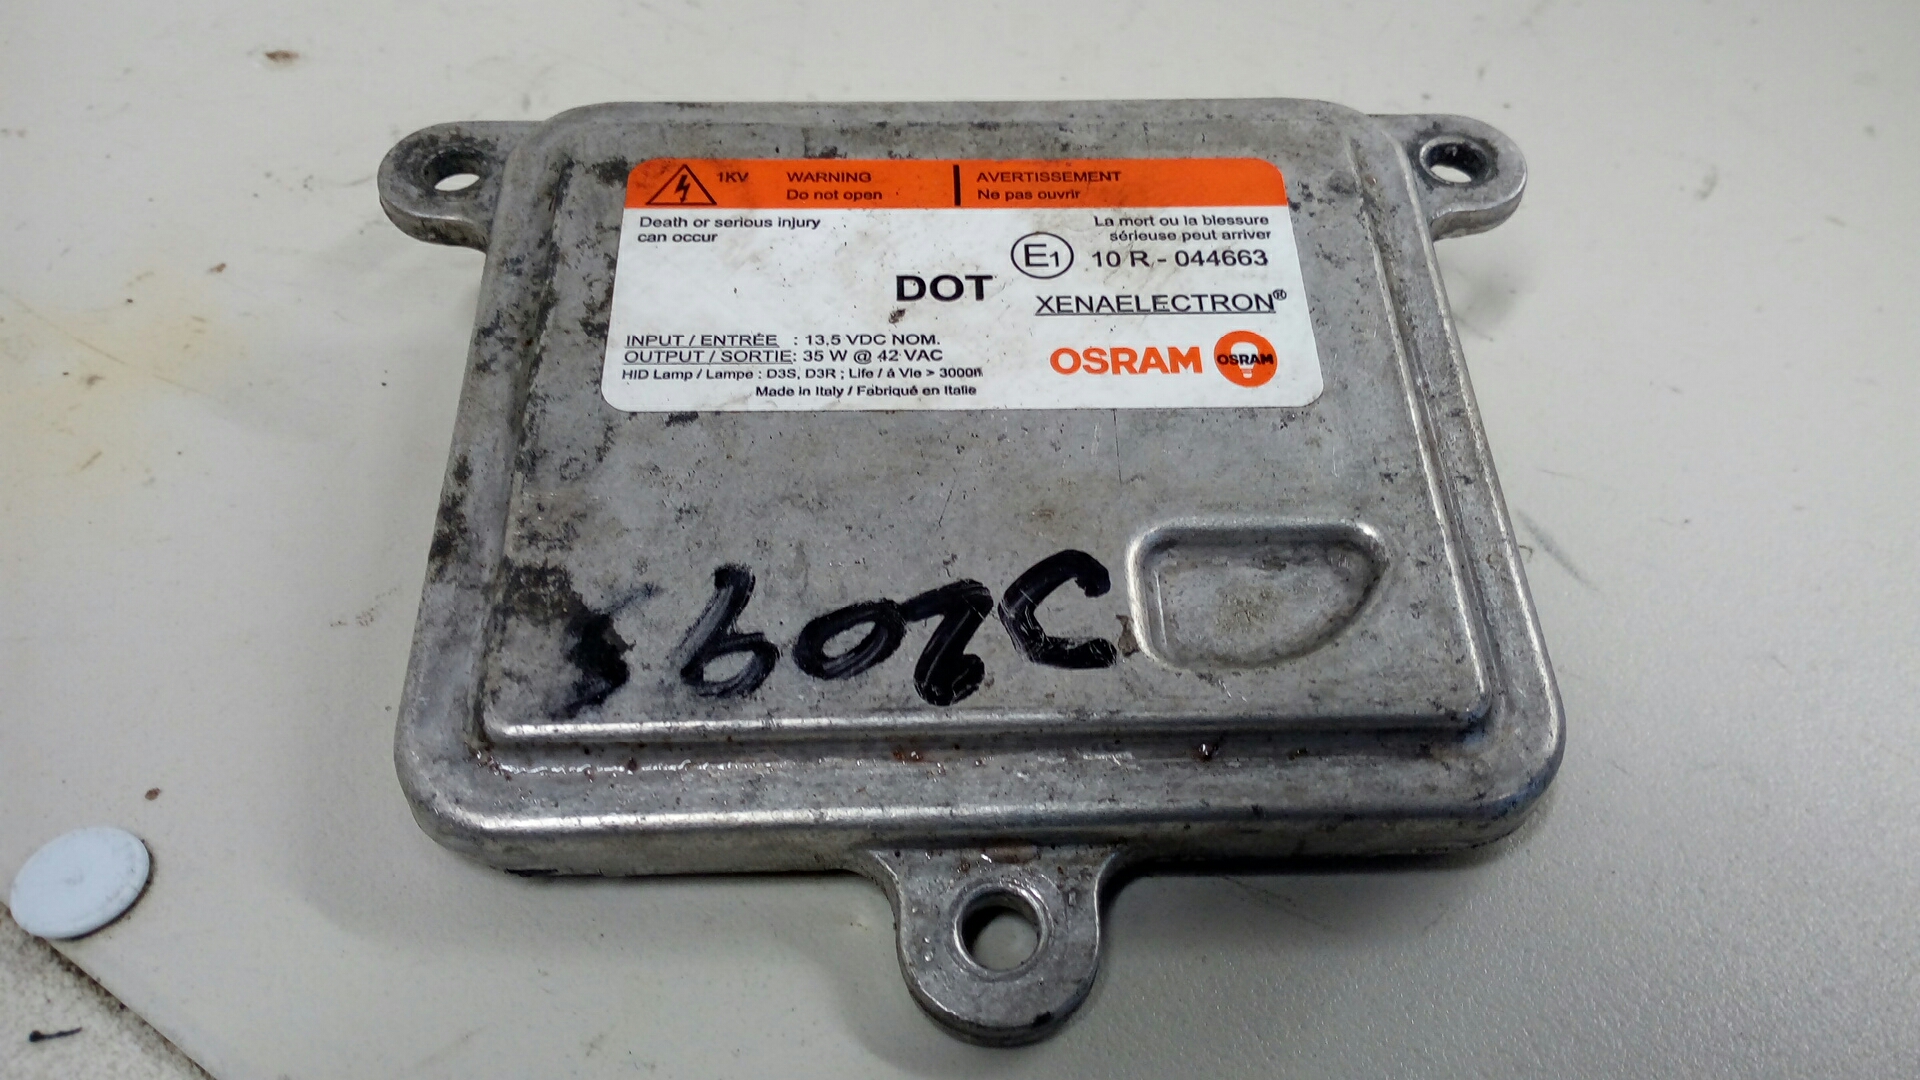 1KV WARNING AVERTISSEMENT
Do not open Ne pas ouvrir
Death or serious injury
can occur
La mort ou la blessure
sérieuse peut arriver
E1 10 R - 044663
DOT
XENAELECTRON®
INPUT / ENTRÉE : 13,5 VDC NOM.
OUTPUT / SORTIE: 35 W @ 42 VAC
HID Lamp / Lampe : D3S, D3R ; Life / á Vie > 3000h
Made in Italy / Fabriqué en Italie
OSRAM OSRAM